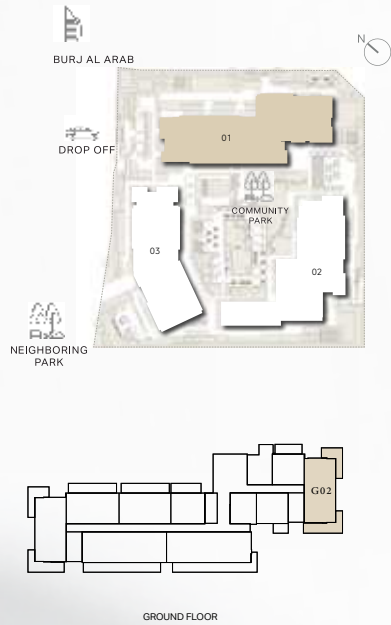 BURJ AL ARAB
N
DROP OFF
01
COMMUNITY
PARK
03
02
NEIGHBORING
PARK
G02
GROUND FLOOR